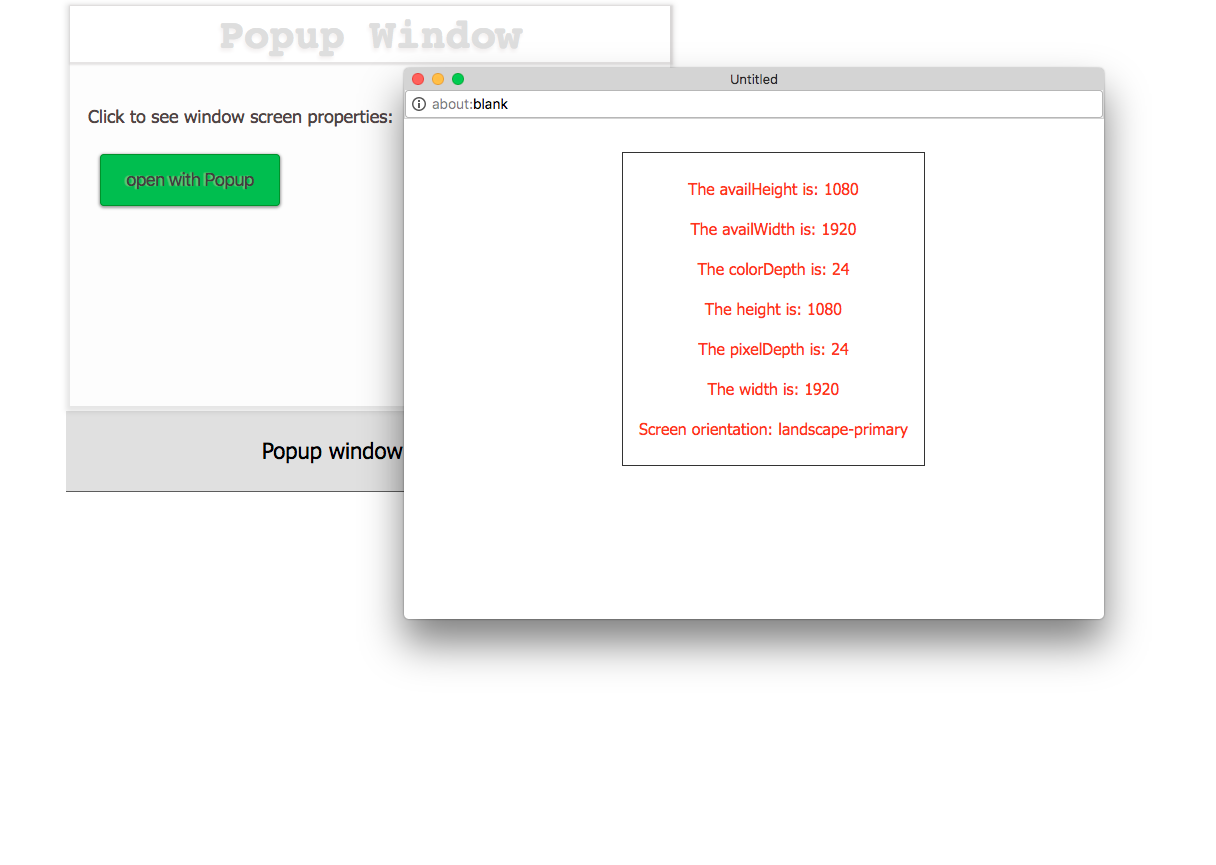 Popup Window
Click to see window screen properties:
open with Popup
Popup window
Untitled
about:blank
The availHeight is: 1080
The availWidth is: 1920
The colorDepth is: 24
The height is: 1080
The pixelDepth is: 24
The width is: 1920
Screen orientation: landscape-primary